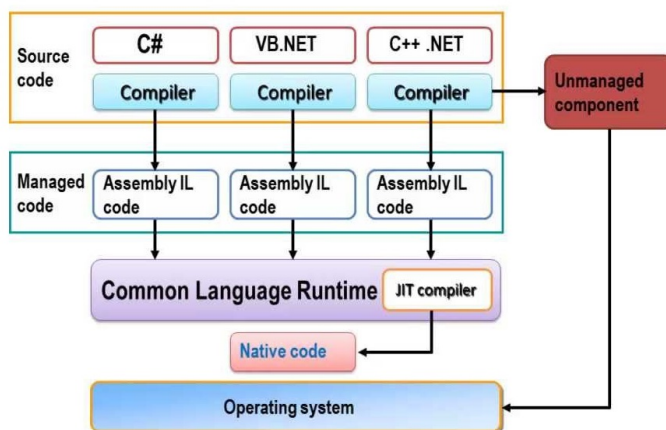 Source
code
C#
VB.NET
C++ .NET
Compiler
Compiler
Compiler
Unmanaged
component
Managed
code
Assembly IL
code
Assembly IL
code
Assembly IL
code
Common Language Runtime
JIT compiler
Native code
Operating system